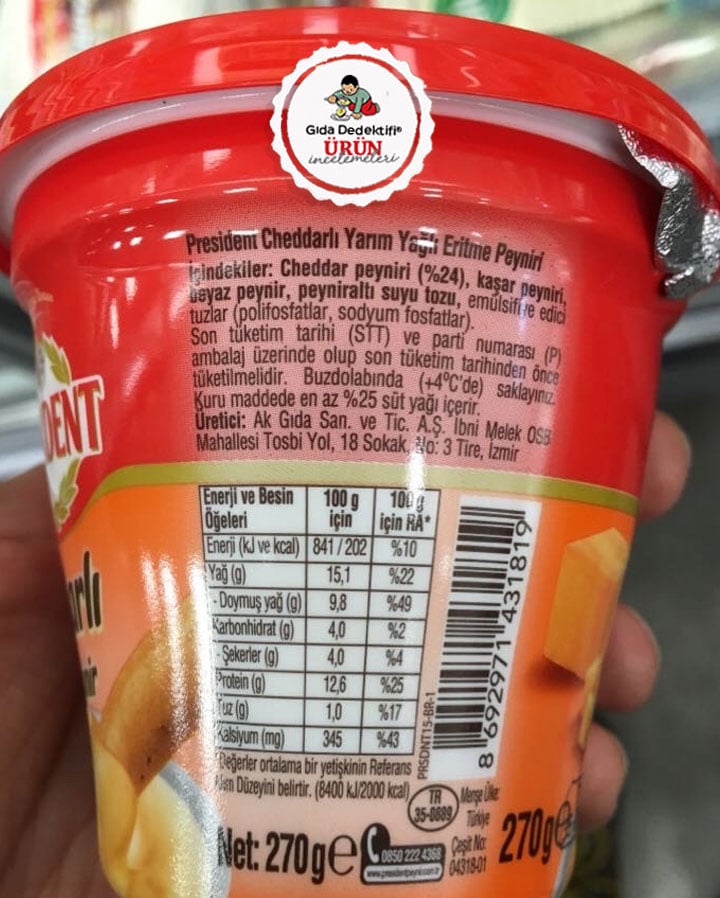 Gıda Dedektifi®
ÜRÜN
incelemeleri
President Cheddarlı Yarım Yağlı Eritme Peyniri
İçindekiler: Cheddar peyniri (%24), kaşar peyniri,
beyaz peynir, peyniraltı suyu tozu, emülsifiye edici
tuzlar (polifosfatlar, sodyum fosfatlar).
Son tüketim tarihi (STT) ve parti numarası (P)
ambalaj üzerinde olup son tüketim tarihinden önce
tüketilmelidir. Buzdolabında (+4°C'de) saklayınız.
Kuru maddede en az %25 süt yağı içerir.
Üretici: Ak Gıda San. ve Tic. A.Ş. Ibni Melek OSB
Mahallesi Tosbi Yol, 18 Sokak, No: 3 Tire, İzmir
DENT
Enerji ve Besin Öğeleri 100 g için 100 g için RA*
Enerji (kJ ve kcal) 841 / 202 %10
Yağ (g) 15,1 %22
- Doymuş yağ (g) 9,8 %49
Karbonhidrat (g) 4,0 %2
- Şekerler (g) 4,0 %4
Protein (g) 12,6 %25
Tuz (g) 1,0 %17
Kalsiyum (mg) 345 %43
Değerler ortalama bir yetişkinin Referans
Alım Düzeyini belirtir. (8400 kJ/2000 kcal)
PRSDNT15-BR-1
8 692971 431819
TR
35-0889
Menşe Ülke:
Türkiye
Çeşit No:
04318-01
Net: 270g e
0850 222 4368
www.presidentpeynir.com.tr
270g e